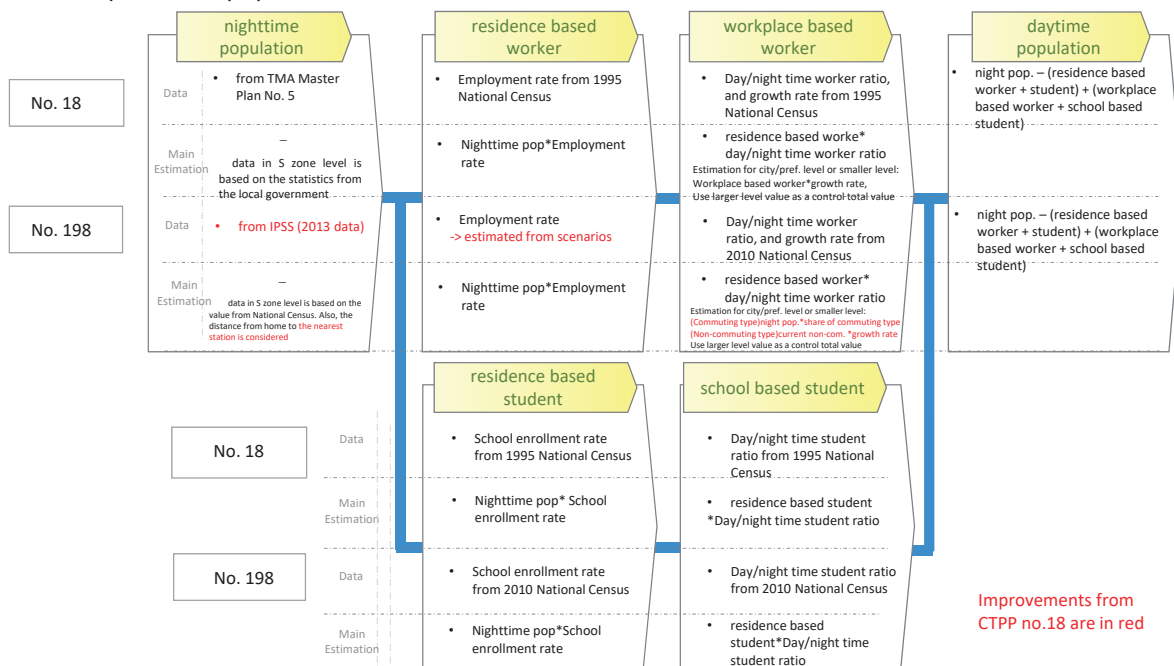 nighttime
population
residence based
worker
workplace based
worker
daytime
population
No. 18
Data
• from TMA Master
Plan No. 5
• Employment rate from 1995
National Census
• Day/night time worker ratio,
and growth rate from 1995
National Census
• night pop. – (residence based
worker + student) + (workplace
based worker + school based
student)
Main
Estimation
–
data in S zone level is
based on the statistics from
the local government
• Nighttime pop*Employment
rate
• residence based worke*
day/night time worker ratio
Estimation for city/pref. level or smaller level:
Workplace based worker*growth rate,
Use larger level value as a control total value
No. 198
Data
• from IPSS (2013 data)
• Employment rate
-> estimated from scenarios
• Day/night time worker
ratio, and growth rate from
2010 National Census
• night pop. – (residence based
worker + student) + (workplace
based worker + school based
student)
Main
Estimation
–
data in S zone level is based on the
value from National Census. Also, the
distance from home to the nearest
station is considered
• Nighttime pop*Employment
rate
• residence based worker*
day/night time worker ratio
Estimation for city/pref. level or smaller level:
(Commuting type)night pop.*share of commuting type
(Non-commuting type)current non-com. *growth rate
Use larger level value as a control total value
residence based
student
school based student
No. 18
Data
• School enrollment rate
from 1995 National Census
• Day/night time student
ratio from 1995 National
Census
Main
Estimation
• Nighttime pop* School
enrollment rate
• residence based student
*Day/night time student ratio
No. 198
Data
• School enrollment rate
from 2010 National Census
• Day/night time student ratio
from 2010 National Census
Main
Estimation
• Nighttime pop*School
enrollment rate
• residence based
student*Day/night time
student ratio
Improvements from
CTPP no.18 are in red